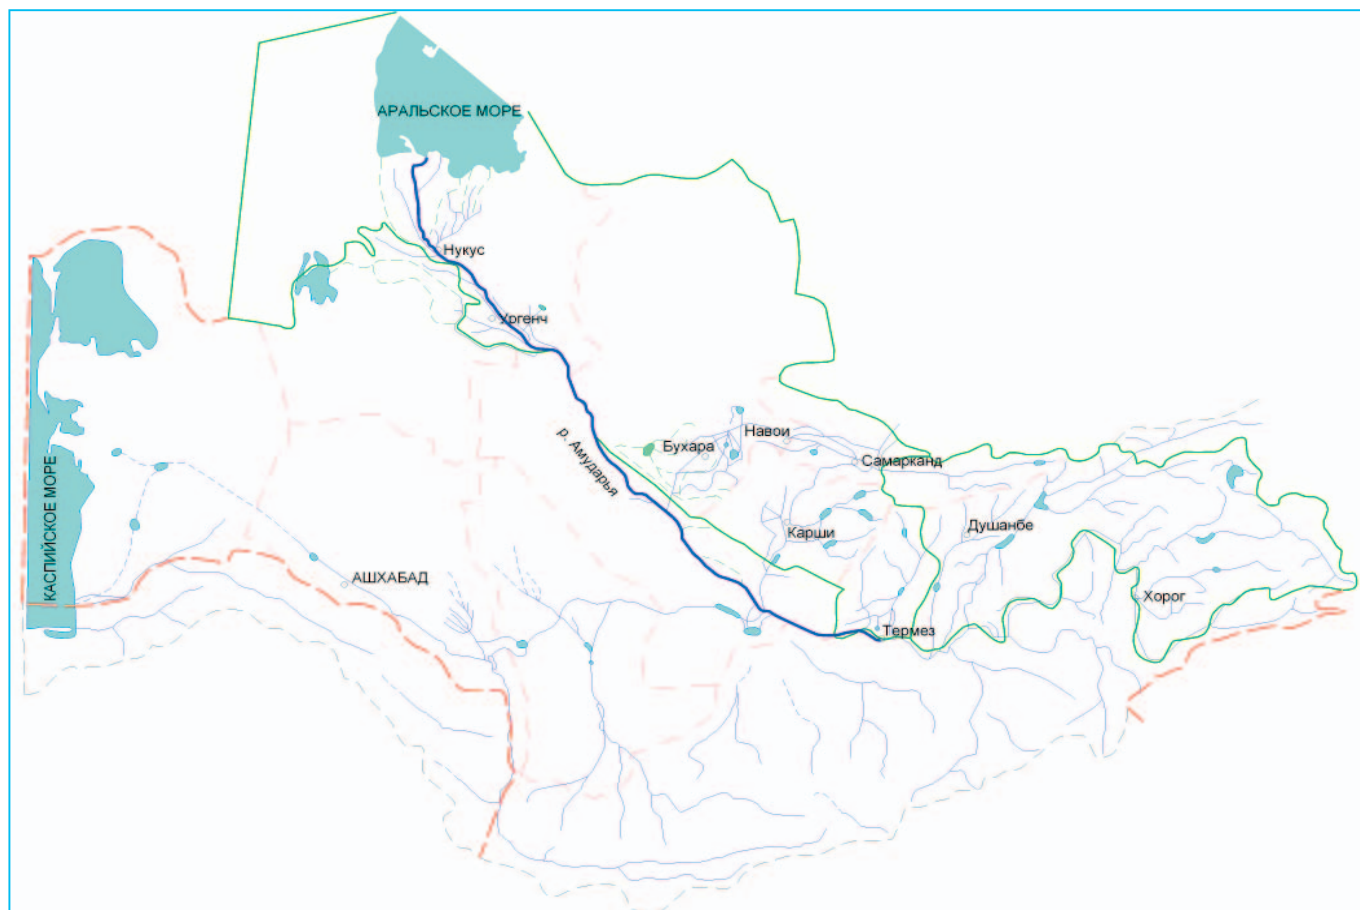 АРАЛЬСКОЕ МОРЕ
Нукус
Ургенч
р. Амударья
Бухара
Навои
Самарканд
КАСПИЙСКОЕ МОРЕ
Карши
Душанбе
АШХАБАД
Хорог
Термез